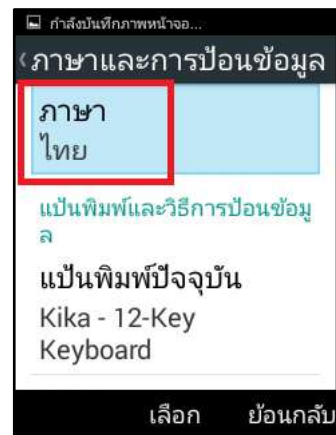 กำลังบันทึกภาพหน้าจอ...
ภาษาและการป้อนข้อมูล
ภาษา
ไทย
แป้นพิมพ์และวิธีการป้อนข้อมู
ล
แป้นพิมพ์ปัจจุบัน
Kika - 12-Key
Keyboard
เลือก ย้อนกลับ